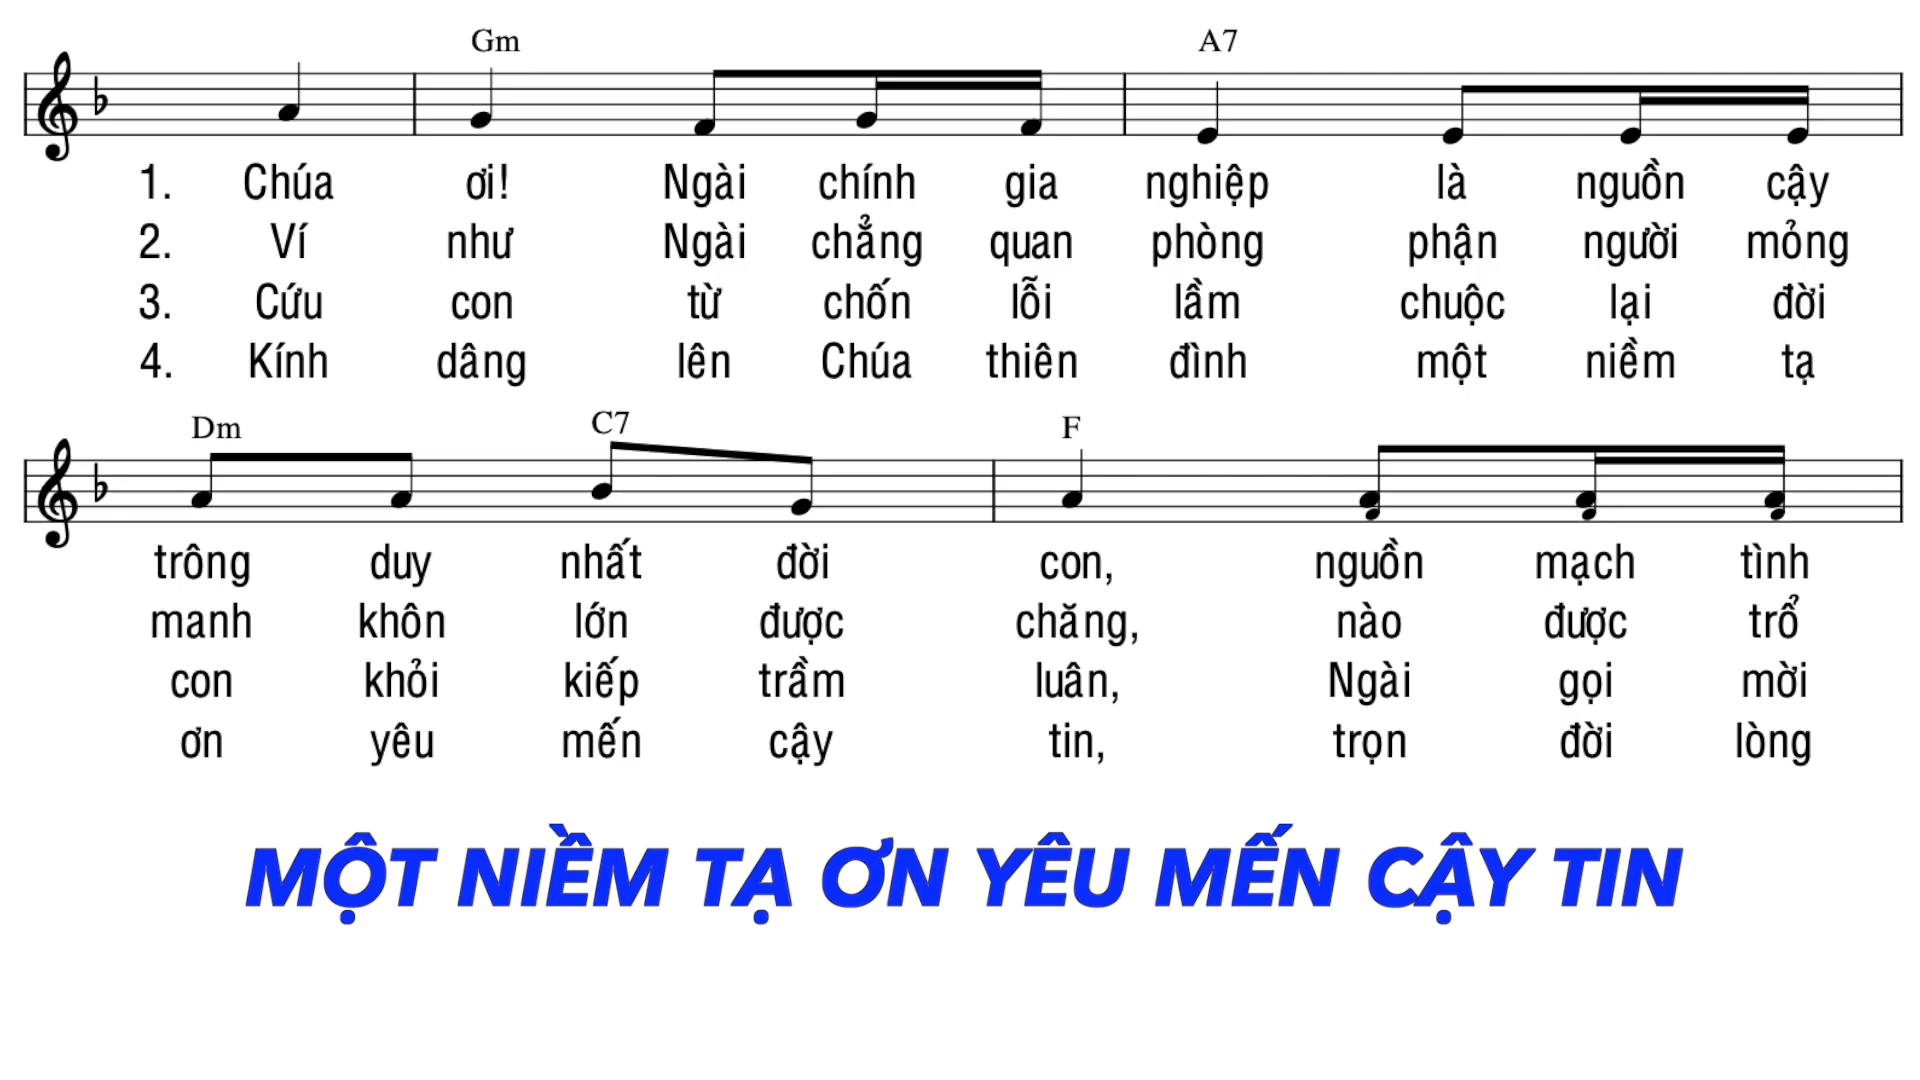 Gm A7
1. Chúa ơi! Ngài chính gia nghiệp là nguồn cậy
2. Ví như Ngài chẳng quan phòng phận người mỏng
3. Cứu con từ chốn lỗi lầm chuộc lại đời
4. Kính dâng lên Chúa thiên đình một niềm tạ
Dm C7 F
trông duy nhất đời con, nguồn mạch tình
manh khôn lớn được chăng, nào được trổ
con khỏi kiếp trầm luân, Ngài gọi mời
ơn yêu mến cậy tin, trọn đời lòng
MỘT NIỀM TẠ ƠN YÊU MẾN CẬY TIN